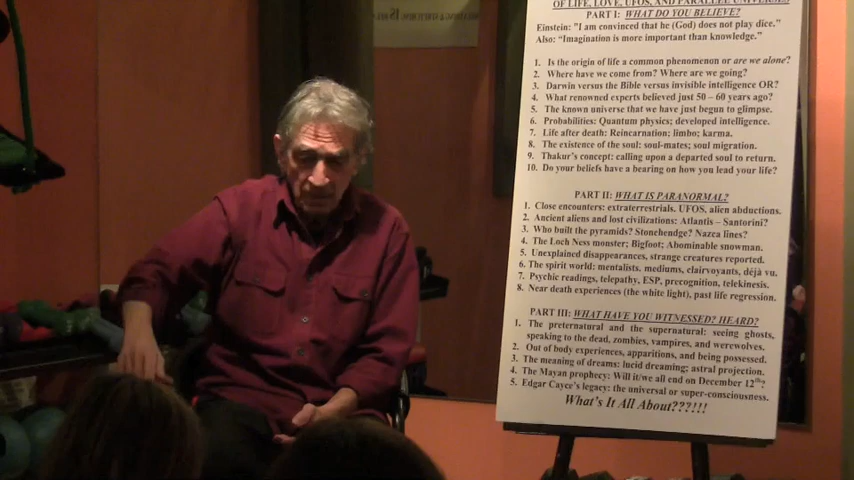 OF LIFE, LOVE, UFOS, AND PARALLEL UNIVERSES
PART I: WHAT DO YOU BELIEVE?
Einstein: "I am convinced that he (God) does not play dice."
Also: "Imagination is more important than knowledge."
1. Is the origin of life a common phenomenon or are we alone?
2. Where have we come from? Where are we going?
3. Darwin versus the Bible versus invisible intelligence OR?
4. What renowned experts believed just 50 – 60 years ago?
5. The known universe that we have just begun to glimpse.
6. Probabilities: Quantum physics; developed intelligence.
7. Life after death: Reincarnation; limbo; karma.
8. The existence of the soul: soul-mates; soul migration.
9. Thakur's concept: calling upon a departed soul to return.
10. Do your beliefs have a bearing on how you lead your life?
PART II: WHAT IS PARANORMAL?
1. Close encounters: extraterrestrials. UFOS, alien abductions.
2. Ancient aliens and lost civilizations: Atlantis – Santorini?
3. Who built the pyramids? Stonehendge? Nazca lines?
4. The Loch Ness monster; Bigfoot; Abominable snowman.
5. Unexplained disappearances, strange creatures reported.
6. The spirit world: mentalists, mediums, clairvoyants, déjà vu.
7. Psychic readings, telepathy, ESP, precognition, telekinesis.
8. Near death experiences (the white light), past life regression.
PART III: WHAT HAVE YOU WITNESSED? HEARD?
1. The preternatural and the supernatural: seeing ghosts,
speaking to the dead, zombies, vampires, and werewolves.
2. Out of body experiences, apparitions, and being possessed.
3. The meaning of dreams: lucid dreaming; astral projection.
4. The Mayan prophecy: Will it/we all end on December 12th?
5. Edgar Cayce's legacy: the universal or super-consciousness.
What's It All About???!!!